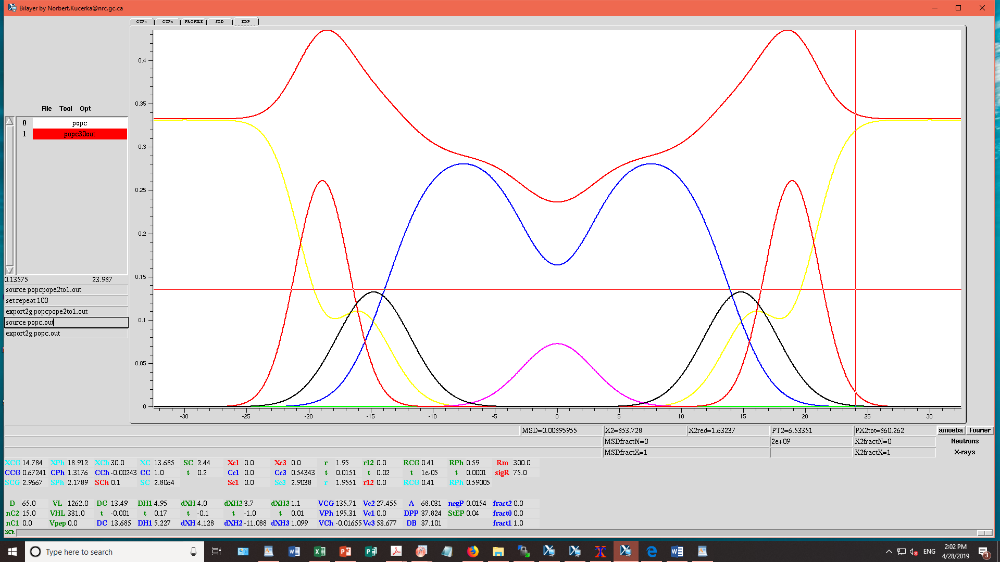 Bilayer by Norbert.Kucerka@nrc.gc.ca
CTFn CTFx PROFILE SLD EDP
File Tool Opt
0 popc
1 popc30out
0.13575 23.987
source popcpope2to1.out
set repeat 100
export2g popcpope2to1.out
source popc.out
export2g popc.out
0.4
0.35
0.3
0.25
0.2
0.15
0.1
0.05
0
-30 -25 -20 -15 -10 -5 0 5 10 15 20 25 30
MSD=0.00895955 X2=853.728 X2red=1.63237 PT2=6.53351 PX2tot=860.262 amoeba Fourier
MSDfractN=0 2e+09 X2fractN=0 Neutrons
MSDfractX=1 X2fractX=1 X-rays
XCG 14.784 XPh 18.912 XCh 30.0 XC 13.685 SC 2.44 Xc1 0.0 Xc3 0.0 r 1.95 r12 0.0 RCG 0.41 RPh 0.59 Rm 300.0
CCG 0.67241 CPh 1.3176 CCh -0.00243 CC 1.0 t 0.2 Cc1 0.0 Cc3 0.54343 t 0.0151 t 0.02 t 1e-05 t 0.0001 sigR 75.0
SCG 2.9667 SPh 2.1789 SCh 0.1 SC 2.8064 Sc1 0.0 Sc3 2.9038 r 1.9551 r12 0.0 RCG 0.41 RPh 0.59005
D 65.0 VL 1262.0 DC 13.49 DH1 4.95 dXH 4.0 dXH2 3.7 dXH3 1.1 VCG 135.71 Vc2 27.455 A 68.031 negP 0.0154 fract2 0.0
nC2 15.0 VHL 331.0 t -0.001 t 0.17 t -0.1 t -1.0 t 0.01 VPh 195.31 Vc1 0.0 DPP 37.824 StEP 0.04 fract0 0.0
nC1 0.0 Vpep 0.0 DC 13.685 DH1 5.227 dXH 4.128 dXH2 -11.088 dXH3 1.099 VCh -0.01655 Vc3 53.677 DB 37.101 fract1 1.0
XCh
Type here to search
ENG
2:02 PM
4/28/2019
3